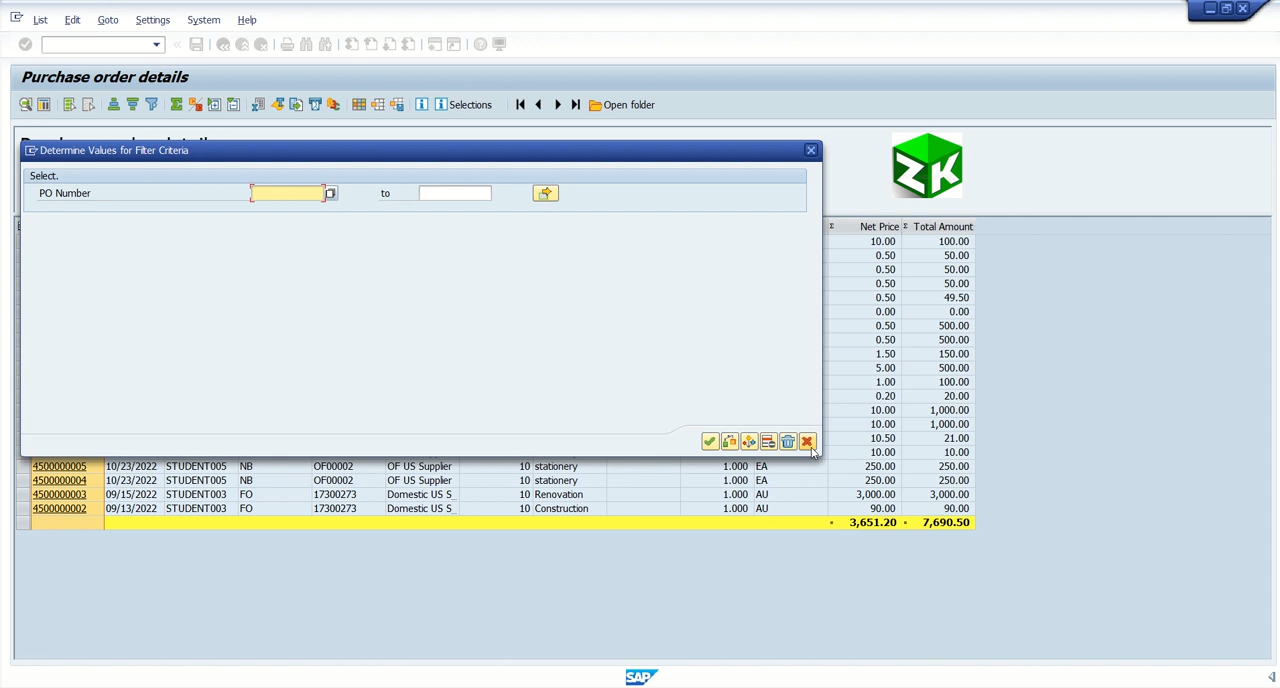 List Edit Goto Settings System Help
Purchase order details
Selections Open folder
Determine Values for Filter Criteria
ZK
Select.
PO Number to
Net Price Total Amount
10.00 100.00
0.50 50.00
0.50 50.00
0.50 50.00
0.50 49.50
0.00 0.00
0.50 500.00
0.50 500.00
1.50 150.00
5.00 500.00
1.00 100.00
0.20 20.00
10.00 1,000.00
10.00 1,000.00
10.50 21.00
10.00 10.00
4500000005 10/23/2022 STUDENT005 NB OF00002 OF US Supplier 10 stationery 1.000 EA 250.00 250.00
4500000004 10/23/2022 STUDENT005 NB OF00002 OF US Supplier 10 stationery 1.000 EA 250.00 250.00
4500000003 09/15/2022 STUDENT003 FO 17300273 Domestic US S_ 10 Renovation 1.000 AU 3,000.00 3,000.00
4500000002 09/13/2022 STUDENT003 FO 17300273 Domestic US S_ 10 Construction 1.000 AU 90.00 90.00
3,651.20 7,690.50
SAP